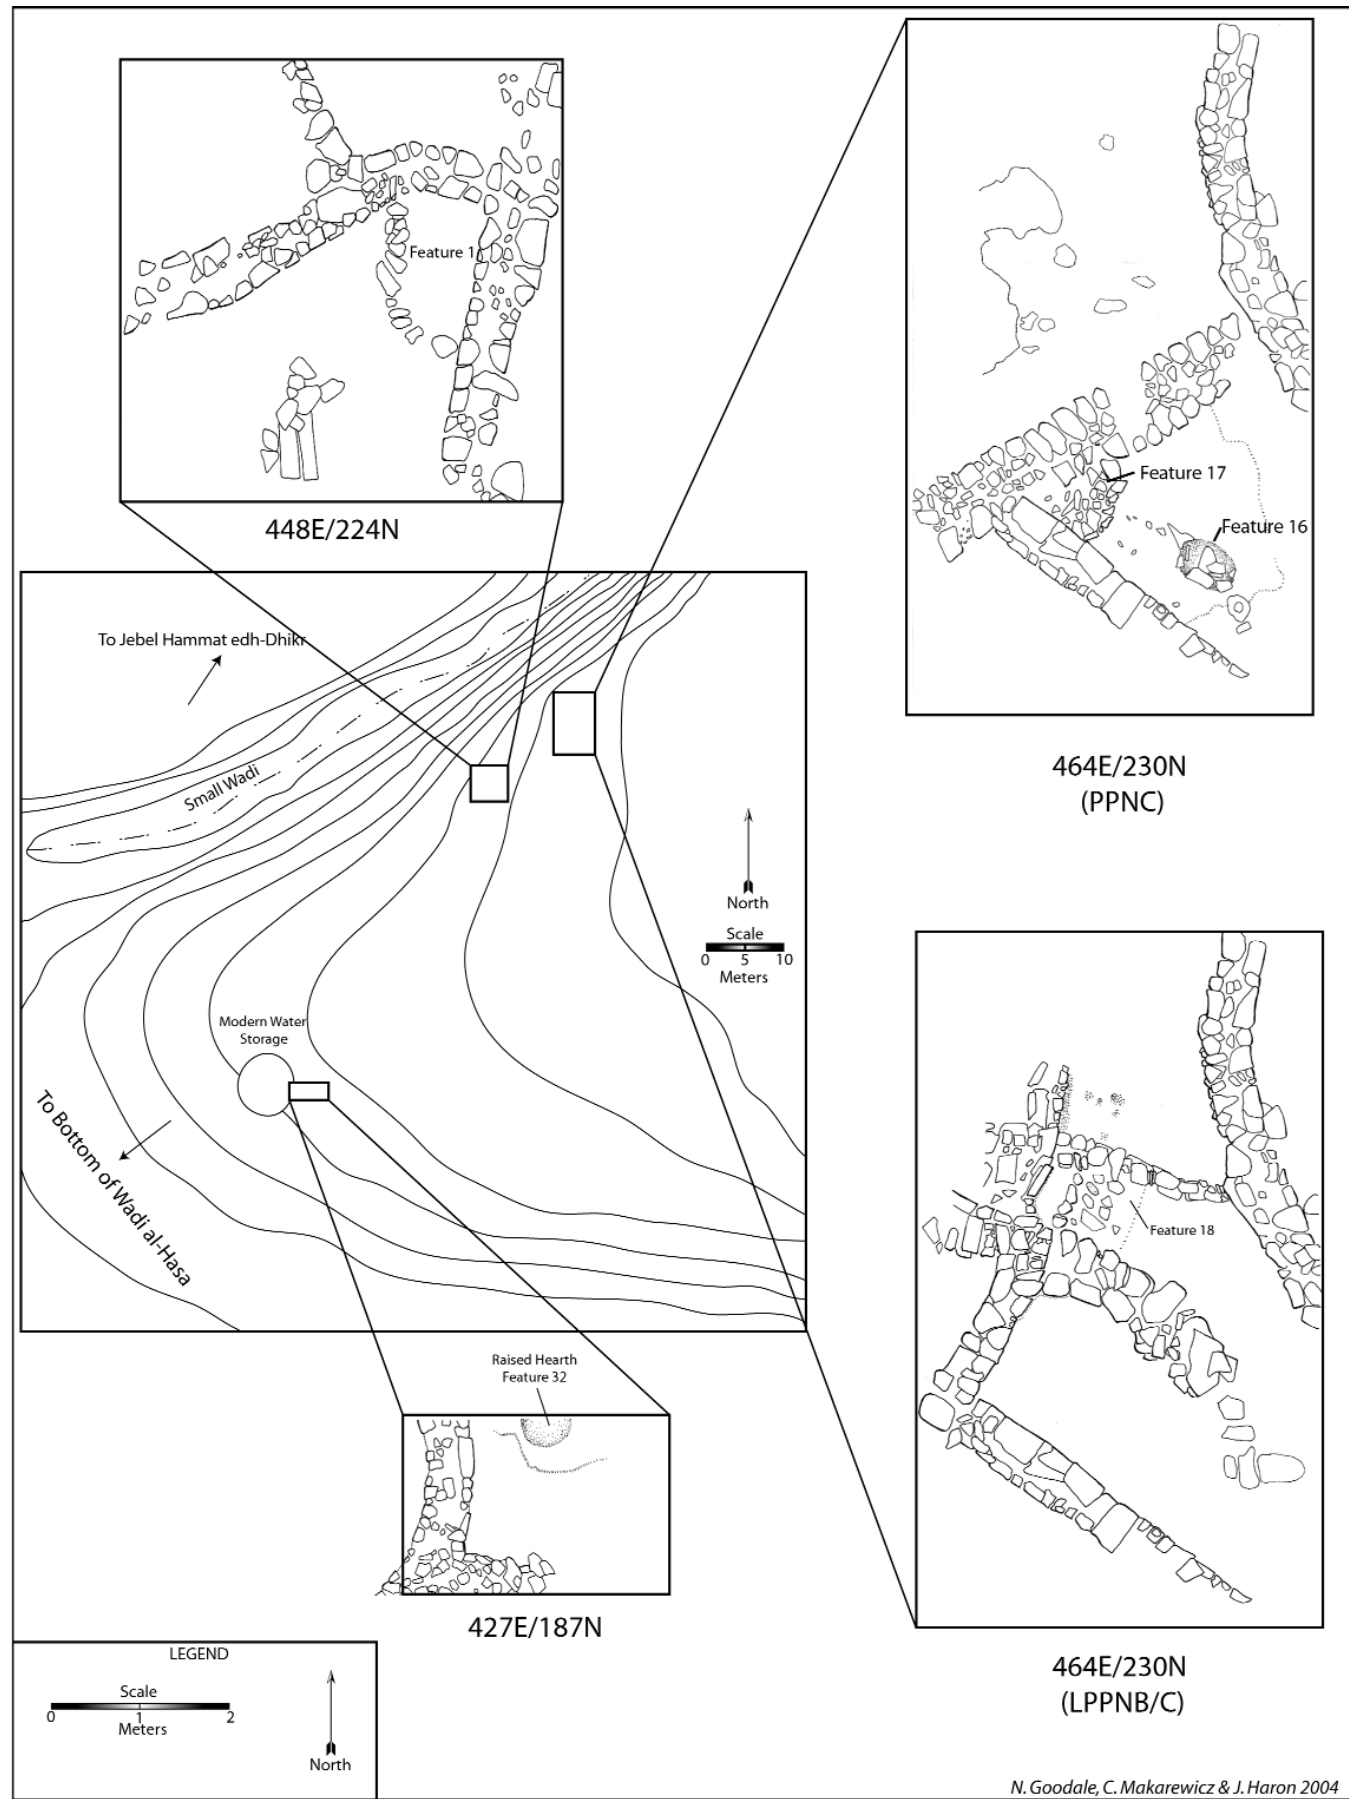 Feature 1
448E/224N
Feature 17
Feature 16
464E/230N
(PPNC)
To Jebel Hammat edh-Dhikr
Small Wadi
North
Scale
0 5 10
Meters
Modern Water
Storage
To Bottom of Wadi al-Hasa
Feature 18
464E/230N
(LPPNB/C)
Raised Hearth
Feature 32
427E/187N
LEGEND
Scale
0 1 2
Meters
North
N. Goodale, C. Makarewicz & J. Haron 2004